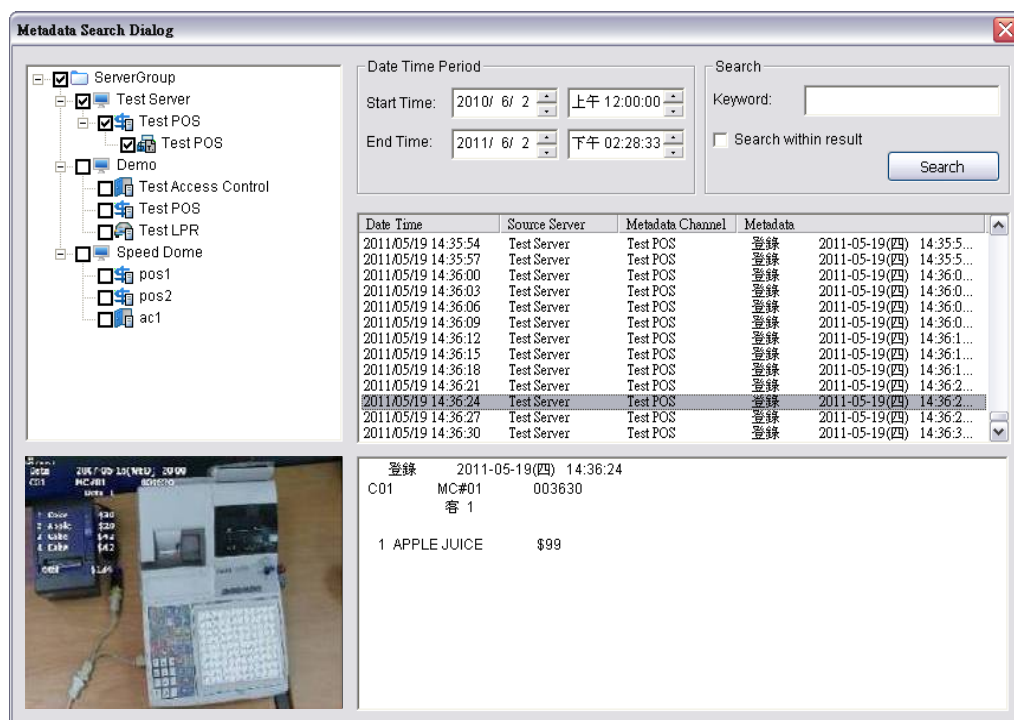 Metadata Search Dialog
ServerGroup
Test Server
Test POS
Test POS
Demo
Test Access Control
Test POS
Test LPR
Speed Dome
pos1
pos2
ac1
Date Time Period
Start Time: 2010/ 6/ 2 上午 12:00:00
End Time: 2011/ 6/ 2 下午 02:28:33
Search
Keyword:
Search within result
Search
Date Time Source Server Metadata Channel Metadata
2011/05/19 14:35:54 Test Server Test POS 登錄 2011-05-19(四) 14:35:5...
2011/05/19 14:35:57 Test Server Test POS 登錄 2011-05-19(四) 14:35:5...
2011/05/19 14:36:00 Test Server Test POS 登錄 2011-05-19(四) 14:36:0...
2011/05/19 14:36:03 Test Server Test POS 登錄 2011-05-19(四) 14:36:0...
2011/05/19 14:36:06 Test Server Test POS 登錄 2011-05-19(四) 14:36:0...
2011/05/19 14:36:09 Test Server Test POS 登錄 2011-05-19(四) 14:36:0...
2011/05/19 14:36:12 Test Server Test POS 登錄 2011-05-19(四) 14:36:1...
2011/05/19 14:36:15 Test Server Test POS 登錄 2011-05-19(四) 14:36:1...
2011/05/19 14:36:18 Test Server Test POS 登錄 2011-05-19(四) 14:36:1...
2011/05/19 14:36:21 Test Server Test POS 登錄 2011-05-19(四) 14:36:2...
2011/05/19 14:36:24 Test Server Test POS 登錄 2011-05-19(四) 14:36:2...
2011/05/19 14:36:27 Test Server Test POS 登錄 2011-05-19(四) 14:36:2...
2011/05/19 14:36:30 Test Server Test POS 登錄 2011-05-19(四) 14:36:3...
C01 MC#01
登錄 2011-05-19(四) 14:36:24
C01 MC#01 003630
客 1
1 APPLE JUICE $99